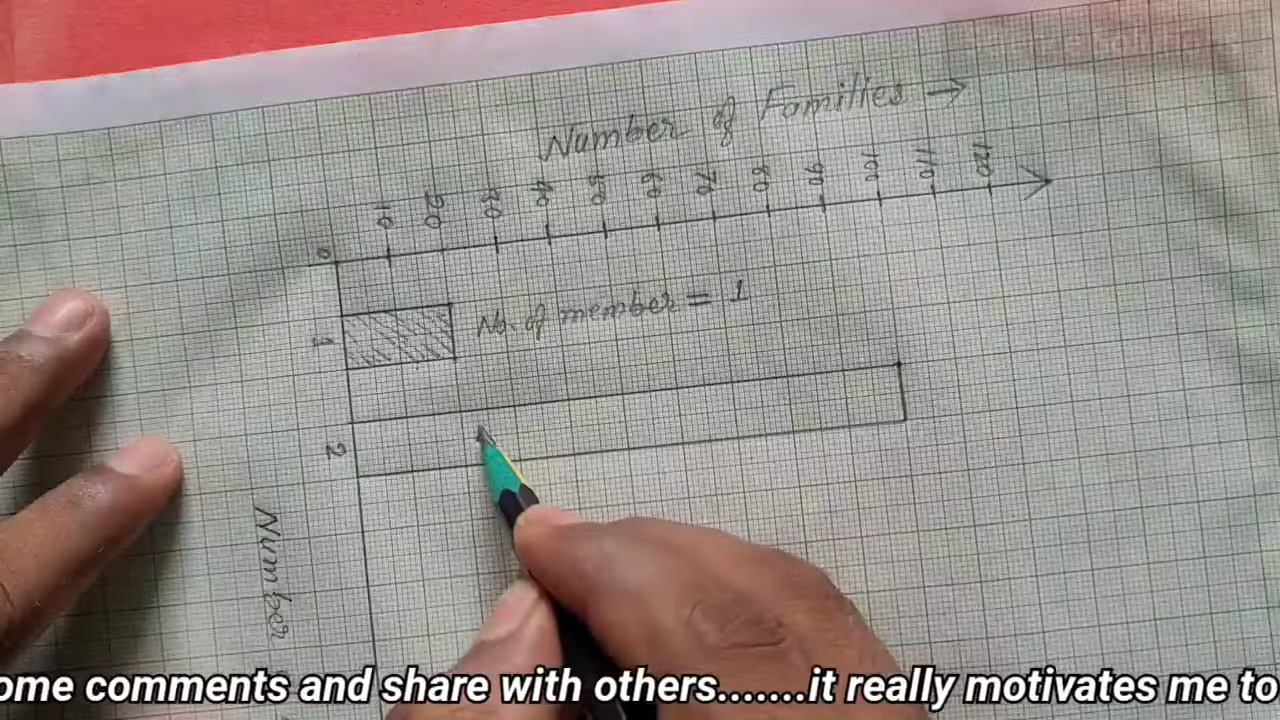 Number of Families →
0 10 20 30 40 50 60 70 80 90 100 110 120
1
No. of member = 1
2
Number
ome comments and share with others.......it really motivates me to